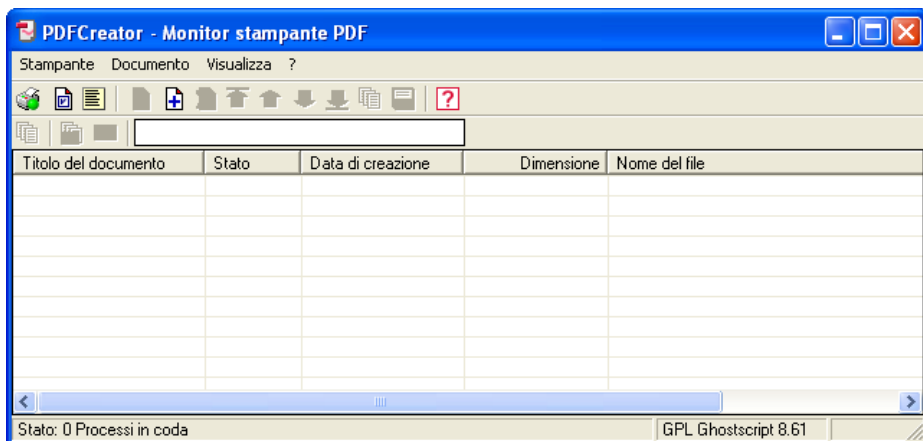 PDFCreator - Monitor stampante PDF
Stampante Documento Visualizza ?
Titolo del documento Stato Data di creazione Dimensione Nome del file
Stato: 0 Processi in coda GPL Ghostscript 8.61